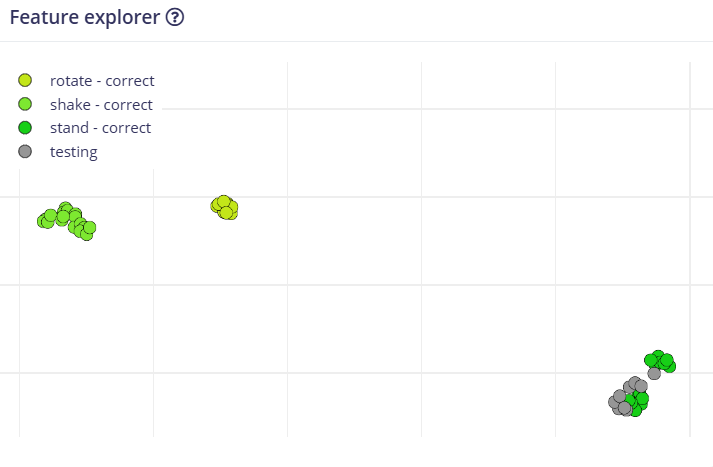 Feature explorer ?
rotate - correct
shake - correct
stand - correct
testing